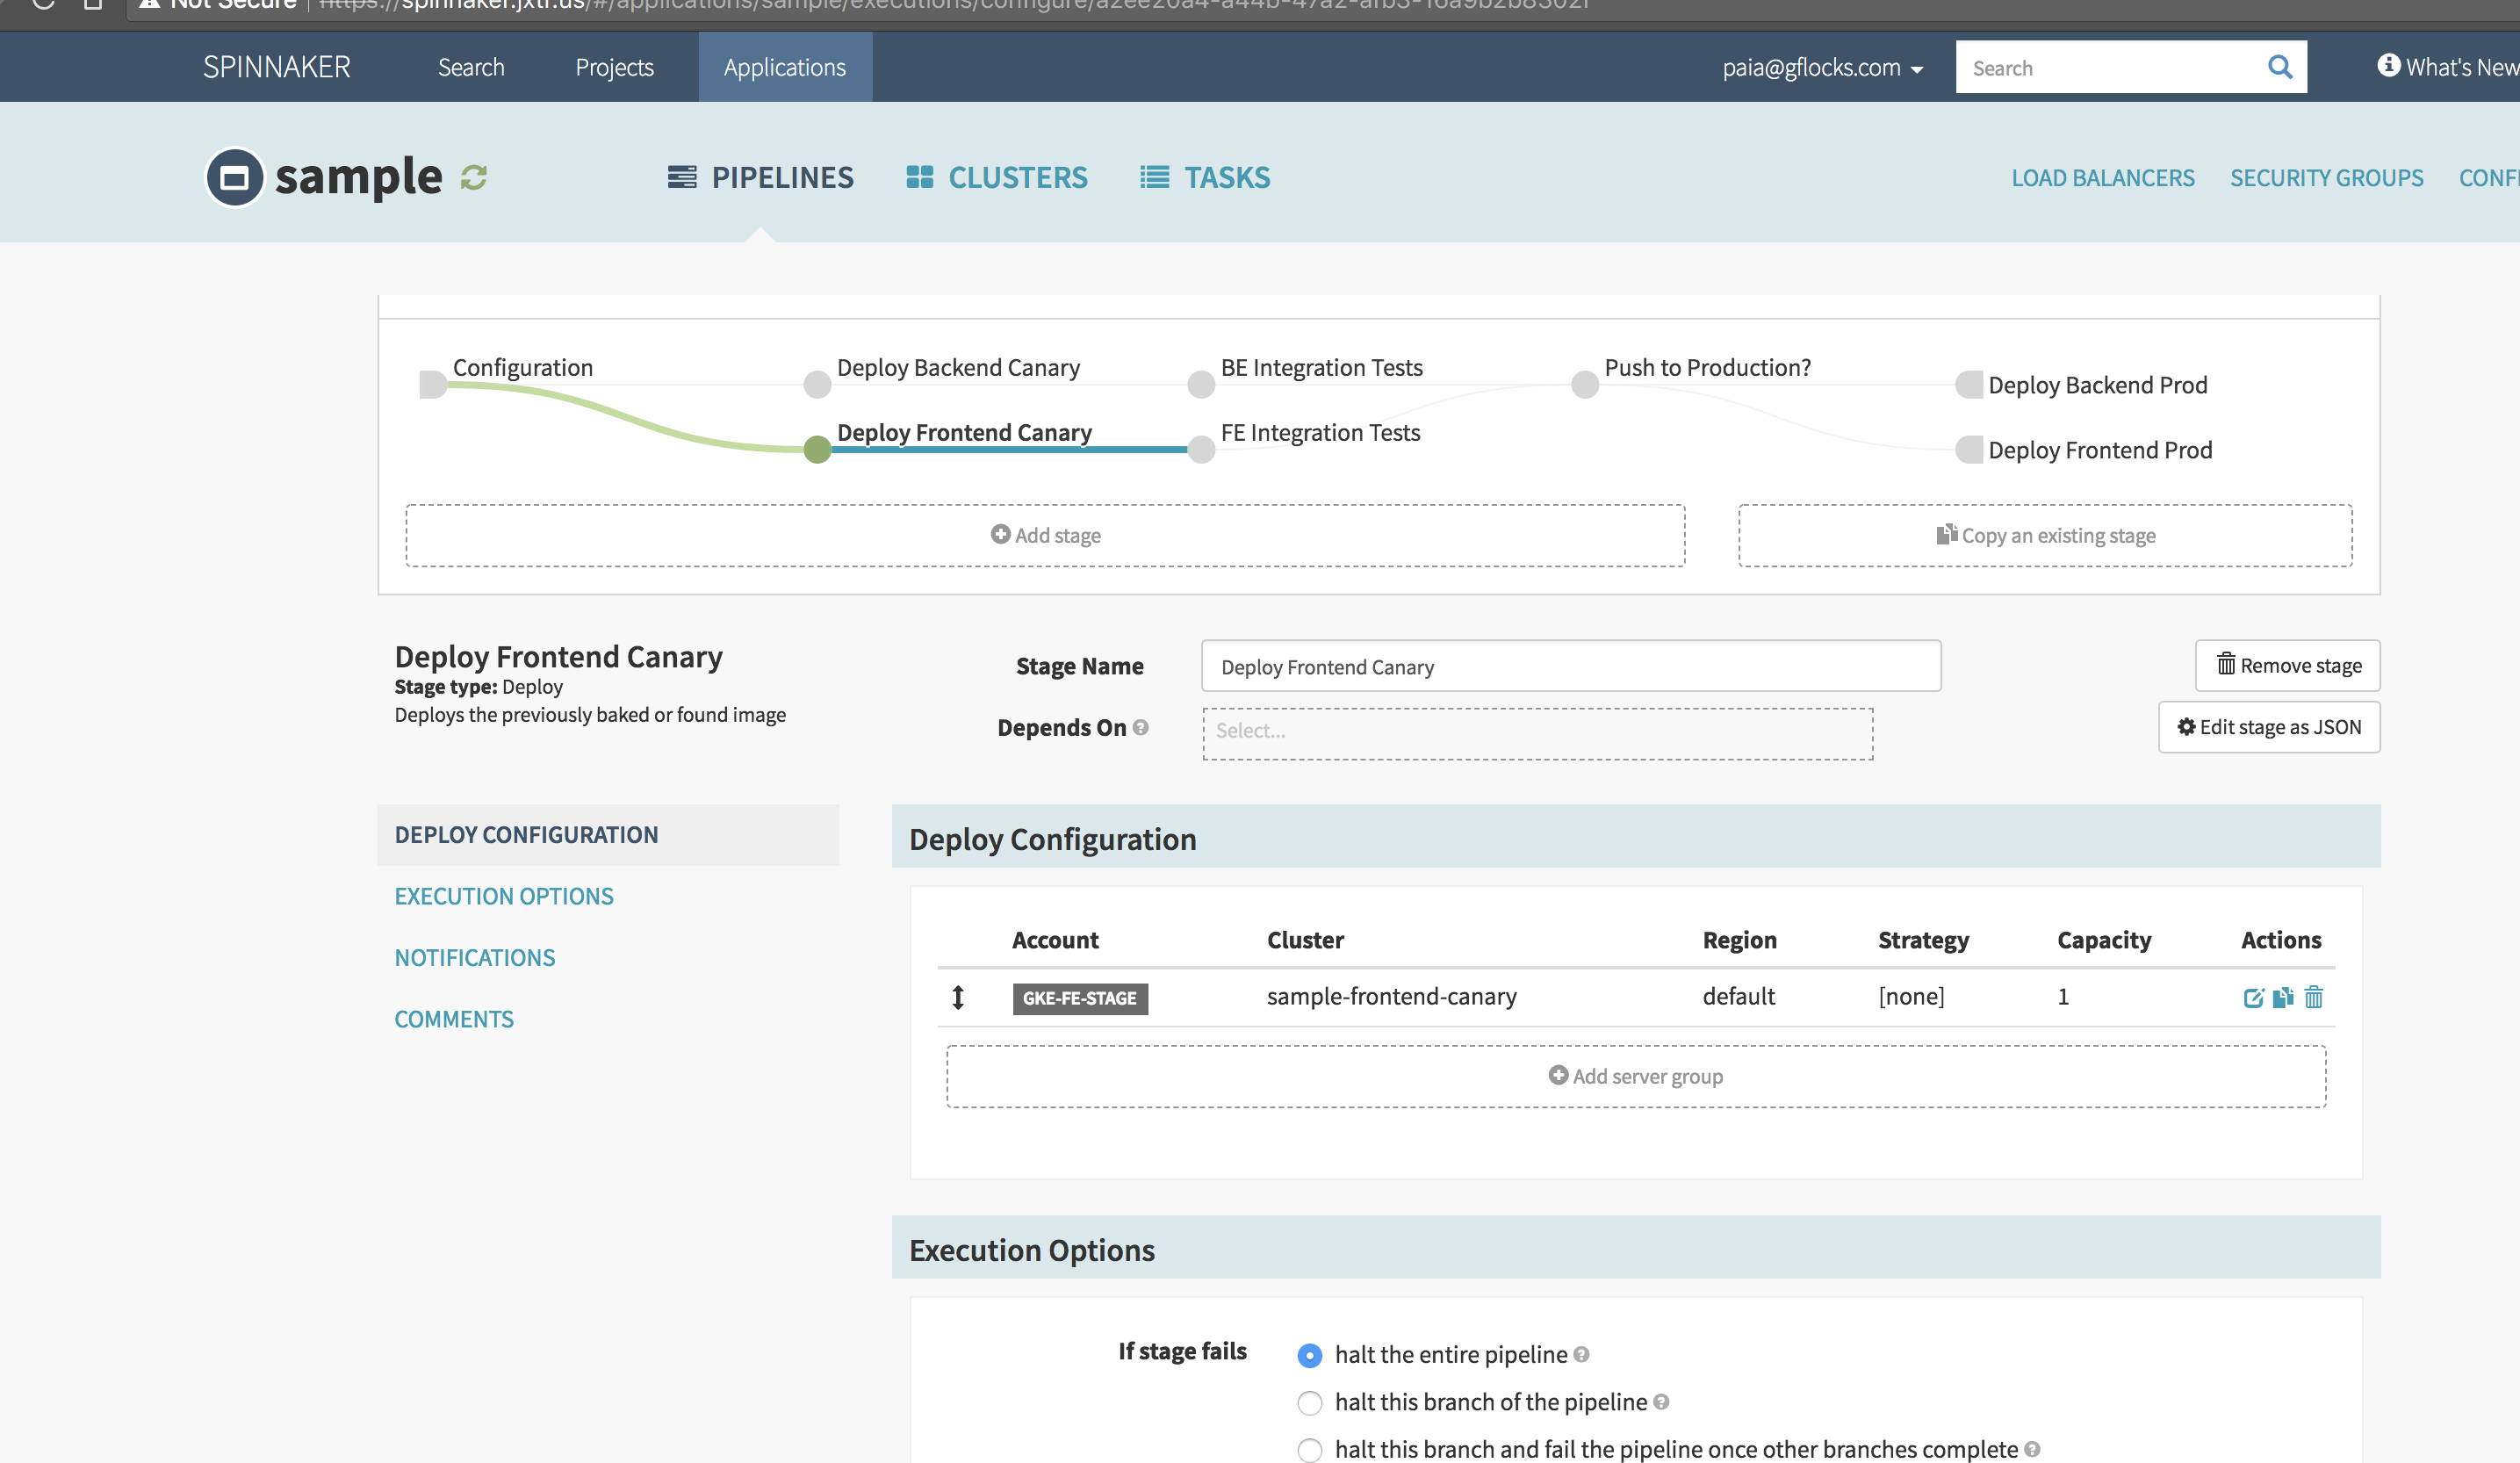 Not Secure https://spinnaker.jxtr.us/#/applications/sample/executions/configure/
SPINNAKER Search Projects Applications paia@gflocks.com Search What's New
sample PIPELINES CLUSTERS TASKS LOAD BALANCERS SECURITY GROUPS
Configuration Deploy Backend Canary BE Integration Tests Push to Production? Deploy Backend Prod
Deploy Frontend Canary FE Integration Tests Deploy Frontend Prod
Add stage Copy an existing stage
Deploy Frontend Canary Stage Name Deploy Frontend Canary Remove stage
Stage type: Deploy
Deploys the previously baked or found image Depends On Select... Edit stage as JSON
DEPLOY CONFIGURATION Deploy Configuration
EXECUTION OPTIONS
NOTIFICATIONS
COMMENTS
Account Cluster Region Strategy Capacity Actions
GKE-FE-STAGE sample-frontend-canary default [none] 1
Add server group
Execution Options
If stage fails halt the entire pipeline
halt this branch of the pipeline
halt this branch and fail the pipeline once other branches complete